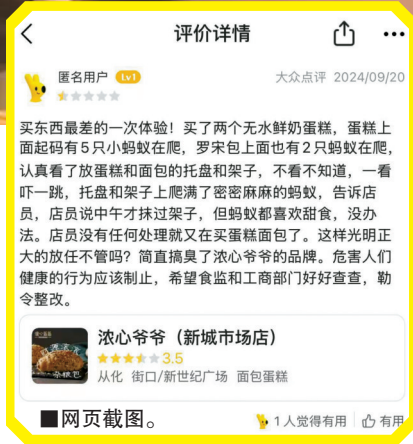 评价详情
匿名用户 Lv1
大众点评 2024/09/20
买东西最差的一次体验！买了两个无水鲜奶蛋糕，蛋糕上
面起码有5只小蚂蚁在爬，罗宋包上面也有2只蚂蚁在爬，
认真看了放蛋糕和面包的托盘和架子，不看不知道，一看
吓一跳，托盘和架子上爬满了密密麻麻的蚂蚁，告诉店
员，店员说中午才抹过架子，但蚂蚁都喜欢甜食，没办
法。店员没有任何处理就又在买蛋糕面包了。这样光明正
大的放任不管吗？简直搞臭了浓心爷爷的品牌。危害人们
健康的行为应该制止，希望食监和工商部门好好查查，勒
令整改。
浓心爷爷（新城市场店）
3.5
从化 街口/新世纪广场 面包蛋糕
■网页截图。
1人觉得有用 有用